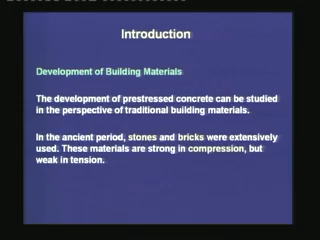 Introduction
Development of Building Materials
The development of prestressed concrete can be studied
in the perspective of traditional building materials.
In the ancient period, stones and bricks were extensively
used. These materials are strong in compression, but
weak in tension.